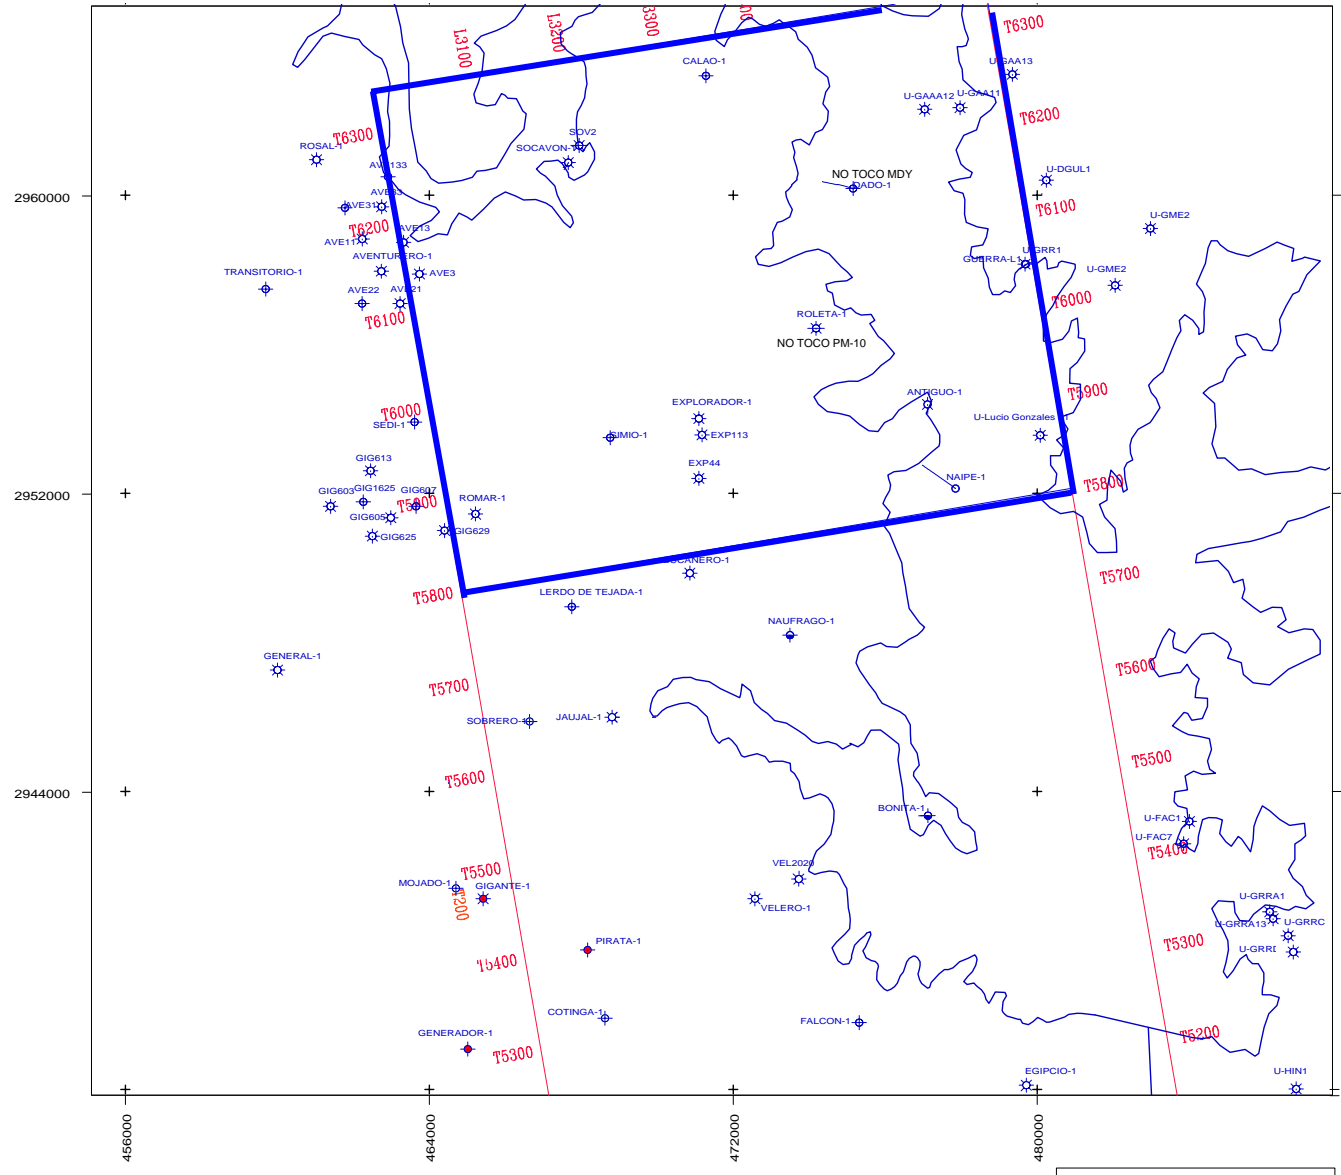 L3100
L3200
L3300
T6300
CALAO-1
U-GAA13
U-GAAA12
U-GAA11
T6200
T6300
SOV2
ROSAL-1
SOCAVON-1
NO TOCO MDY
AVE133
U-DGUL1
DADO-1
AVE33
2960000
AVE31
T6100
T6200
AVE13
U-GME2
AVE11
U-GRR1
AVENTURERO-1
GUERRA-L1
TRANSITORIO-1
AVE3
U-GME2
AVE22
AVE21
T6000
T6100
ROLETA-1
NO TOCO PM-10
T5900
ANTIGUO-1
EXPLORADOR-1
T6000
U-Lucio Gonzales
SEDI-1
SIMIO-1
EXP113
GIG613
EXP44
NAIPE-1
T5800
GIG603
GIG1625
GIG607
2952000
ROMAR-1
GIG605
GIG629
GIG625
T5700
T5800
LERDO DE TEJADA-1
NAUFRAGO-1
GENERAL-1
T5600
T5700
SOBRERO-1
JAUJAL-1
T5500
T5600
2944000
BONITA-1
U-FAC1
U-FAC7
T5400
T5500
VEL2020
MOJADO-1
GIGANTE-1
T200
VELERO-1
U-GRRA1
U-GRRA13
U-GRRC
PIRATA-1
T5300
T5400
COTINGA-1
FALCON-1
GENERADOR-1
T5200
T5300
EGIPCIO-1
U-HIN1
456000
464000
472000
480000